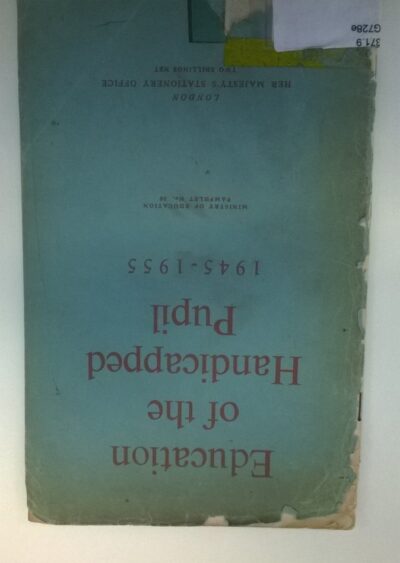 Education
of the
Handicapped
Pupil
1945-1955
MINISTRY OF EDUCATION
PAMPHLET No. 30
LONDON
HER MAJESTY'S STATIONERY OFFICE
TWO SHILLINGS NET
371.9
G728e